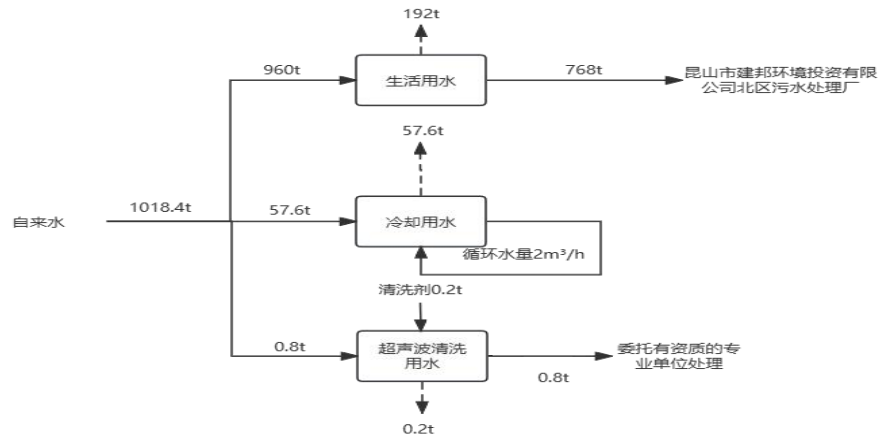 192t
960t
生活用水
768t
昆山市建邦环境投资有限
公司北区污水处理厂
57.6t
自来水
1018.4t
57.6t
冷却用水
循环水量2m³/h
清洗剂0.2t
0.8t
超声波清洗
用水
0.8t
委托有资质的专
业单位处理
0.2t